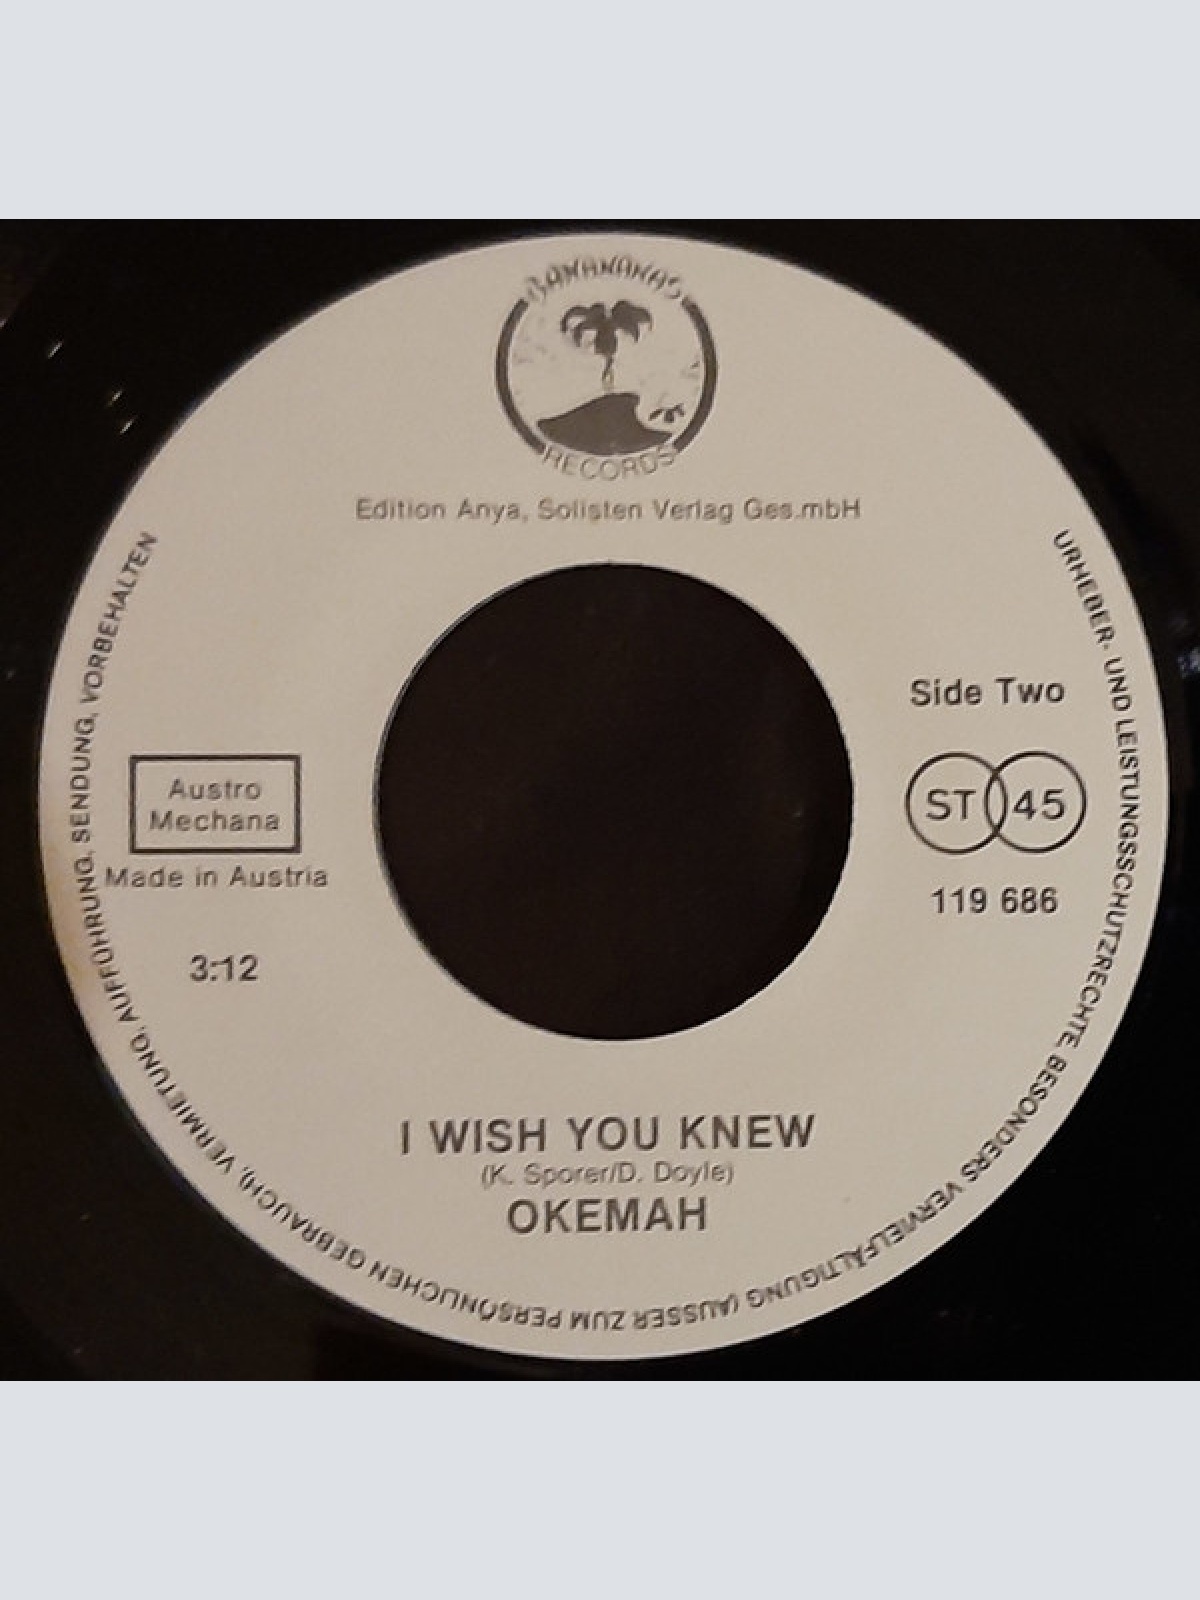 BANANAS
RECORDS
Edition Anya, Solisten Verlag Ges.mbH
Side Two
ST 45
119 686
Austro
Mechana
Made in Austria
3:12
I WISH YOU KNEW
(K. Sporer/D. Doyle)
OKEMAH
URHEBER- UND LEISTUNGSSCHUTZRECHTE, BESONDERS VERVIELFÄLTIGUNG (AUSSER ZUM PERSÖNLICHEN GEBRAUCH), VERMIETUNG, AUFFÜHRUNG, SENDUNG, VORBEHALTEN